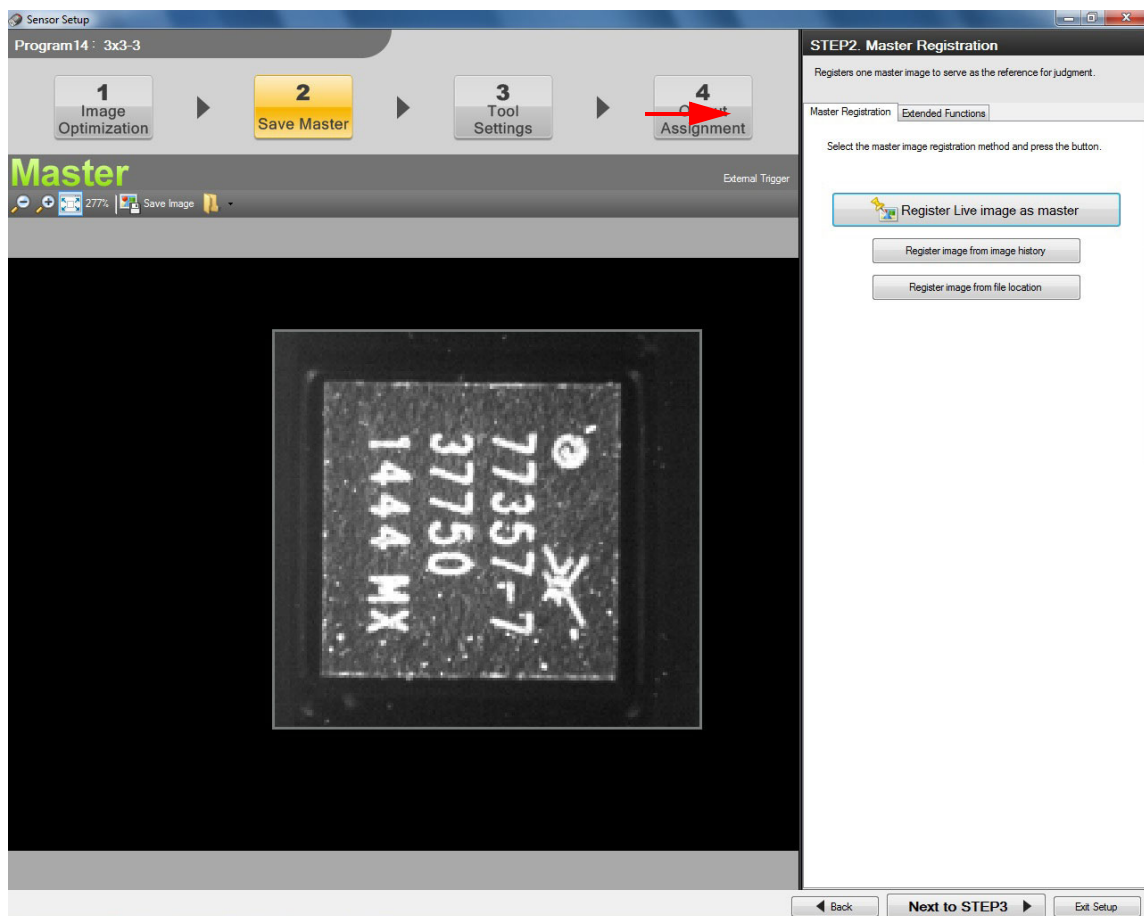 Sensor Setup
Program14 : 3x3-3
1
Image
Optimization
2
Save Master
3
Tool
Settings
4
Assignment
Master
External Trigger
277%
Save Image
STEP2. Master Registration
Registers one master image to serve as the reference for judgment.
Master Registration
Extended Functions
Select the master image registration method and press the button.
Register Live image as master
Register image from image history
Register image from file location
77357-7
37750
1444 MX
Back
Next to STEP3
Exit Setup